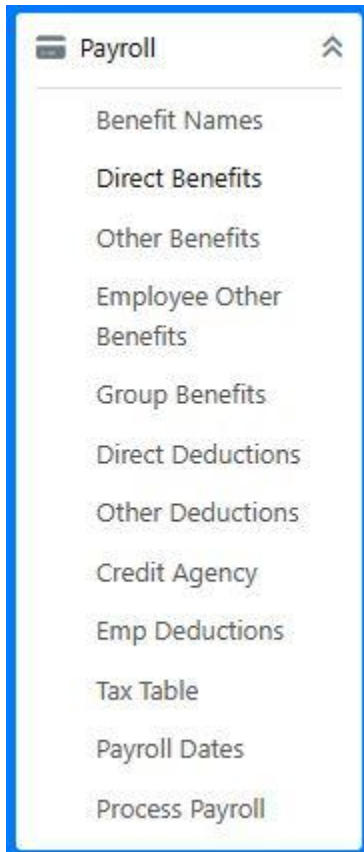 Payroll
Benefit Names
Direct Benefits
Other Benefits
Employee Other
Benefits
Group Benefits
Direct Deductions
Other Deductions
Credit Agency
Emp Deductions
Tax Table
Payroll Dates
Process Payroll